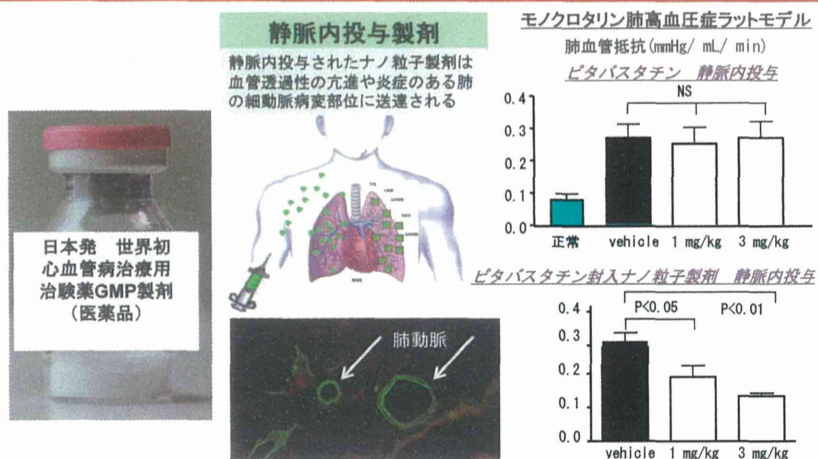 静脈内投与製剤
静脈内投与されたナノ粒子製剤は
血管透過性の亢進や炎症のある肺
の細動脈病変部位に送達される
日本発 世界初
心血管病治療用
治験薬GMP製剤
(医薬品)
肺動脈
モノクロタリン肺高血圧症ラットモデル
肺血管抵抗(mmHg/ mL/ min)
ピタバスタチン 静脈内投与
NS
0.4
0.3
0.2
0.1
0.0
正常
vehicle
1 mg/kg
3 mg/kg
ピタバスタチン封入ナノ粒子製剤 静脈内投与
P<0.05
P<0.01
0.4
0.3
0.2
0.1
0.0
vehicle
1 mg/kg
3 mg/kg